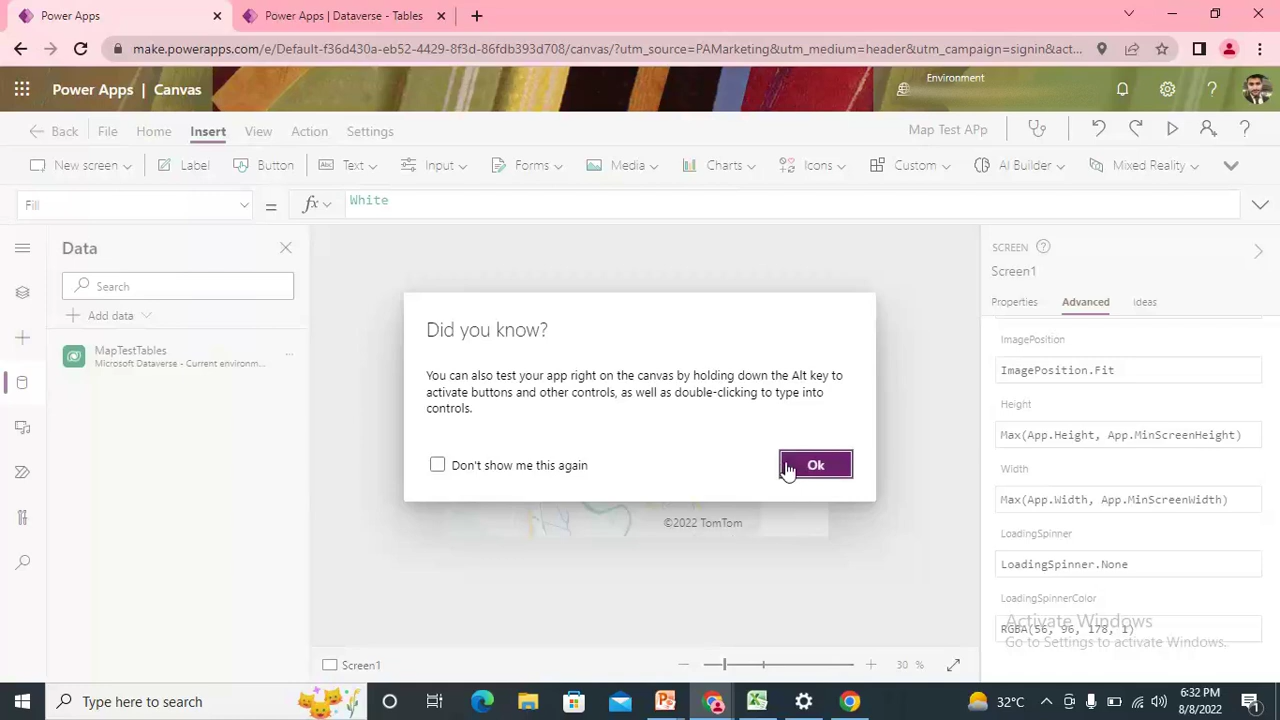 Power Apps
Power Apps | Dataverse - Tables
make.powerapps.com/e/Default-f36d430a-eb52-4429-8f3d-86fdb393d708/canvas/?utm_source=PAMarketing&utm_medium=header&utm_campaign=signin&act...
Power Apps | Canvas
Environment
Back File Home Insert View Action Settings
Map Test APp
New screen Label Button Text Input Forms Media Charts Icons Custom AI Builder Mixed Reality
Fill = fx White
Data
Search
Add data
MapTestTables
Microsoft Dataverse - Current environm...
Did you know?
You can also test your app right on the canvas by holding down the Alt key to
activate buttons and other controls, as well as double-clicking to type into
controls.
Don't show me this again
Ok
©2022 TomTom
SCREEN
Screen1
Properties Advanced Ideas
ImagePosition
ImagePosition.Fit
Height
Max(App.Height, App.MinScreenHeight)
Width
Max(App.Width, App.MinScreenWidth)
LoadingSpinner
LoadingSpinner.None
LoadingSpinnerColor
RGBA(56, 96, 178, 1)
Activate Windows
Go to Settings to activate Windows.
Screen1
30 %
Type here to search
32°C
6:32 PM
8/8/2022
1